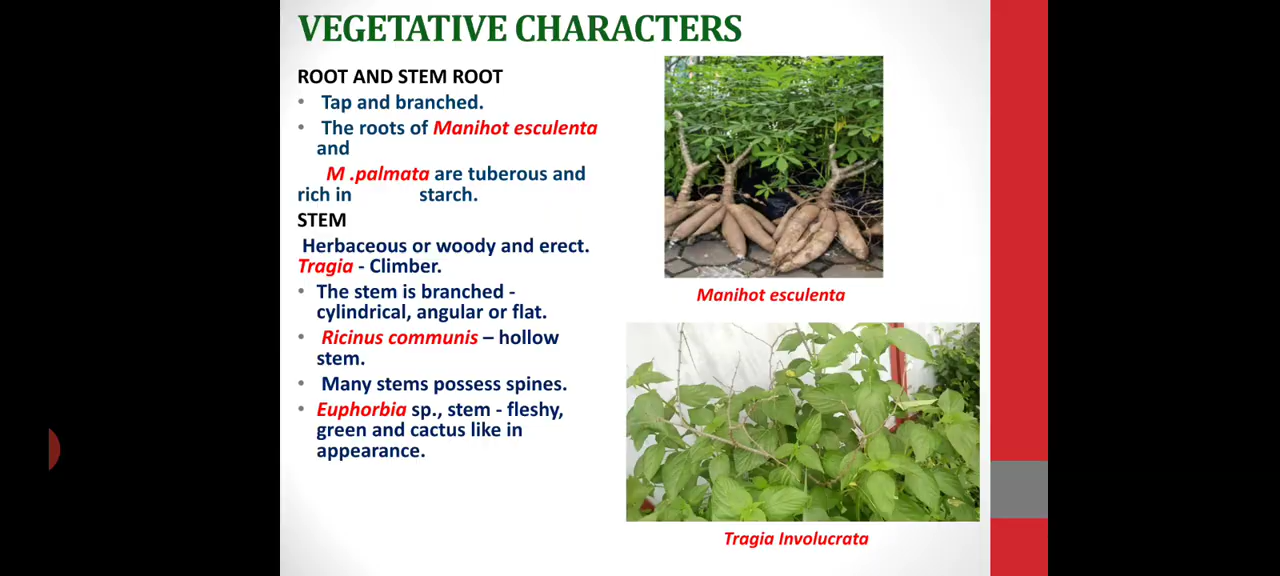 VEGETATIVE CHARACTERS
ROOT AND STEM ROOT
• Tap and branched.
• The roots of Manihot esculenta
and
M .palmata are tuberous and
rich in starch.
STEM
Herbaceous or woody and erect.
Tragia - Climber.
• The stem is branched -
cylindrical, angular or flat.
• Ricinus communis – hollow
stem.
• Many stems possess spines.
• Euphorbia sp., stem - fleshy,
green and cactus like in
appearance.
Manihot esculenta
Tragia Involucrata